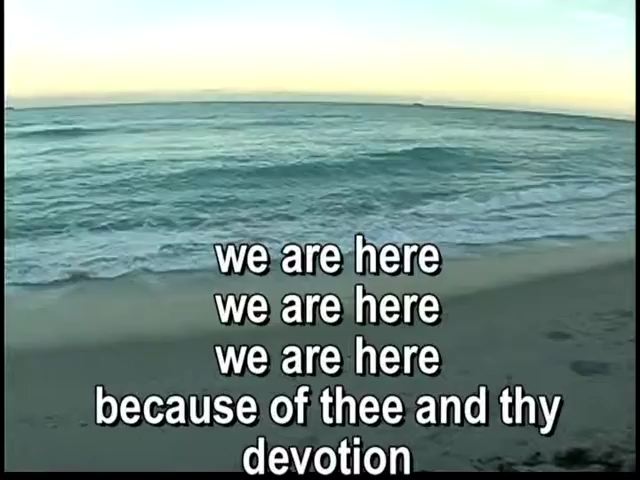 we are here
we are here
we are here
because of thee and thy
devotion